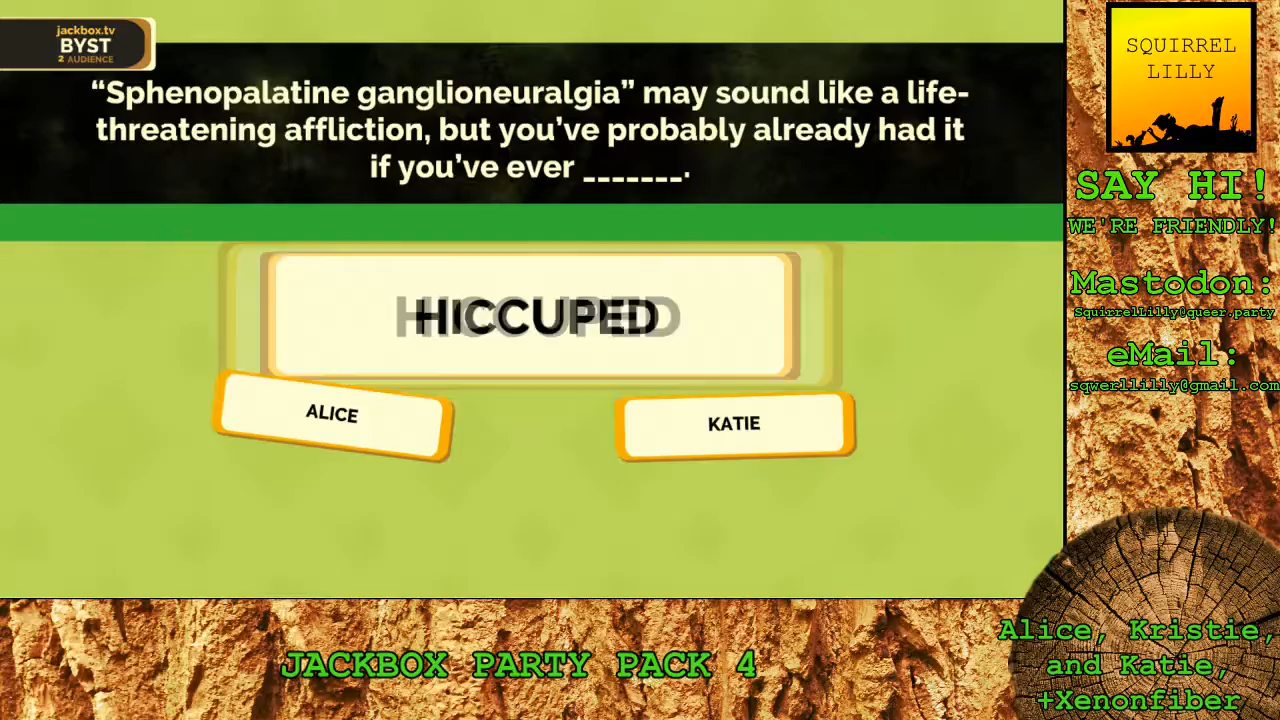 jackbox.tv
BYST
2 AUDIENCE
“Sphenopalatine ganglioneuralgia” may sound like a life-
threatening affliction, but you’ve probably already had it
if you’ve ever _______.
HICCUPED
ALICE
KATIE
SQUIRREL
LILLY
SAY HI!
WE'RE FRIENDLY!
Mastodon:
SquirrelLilly@queer.party
eMail:
sqwerllilly@gmail.com
JACKBOX PARTY PACK 4
Alice, Kristie,
and Katie,
+Xenonfiber